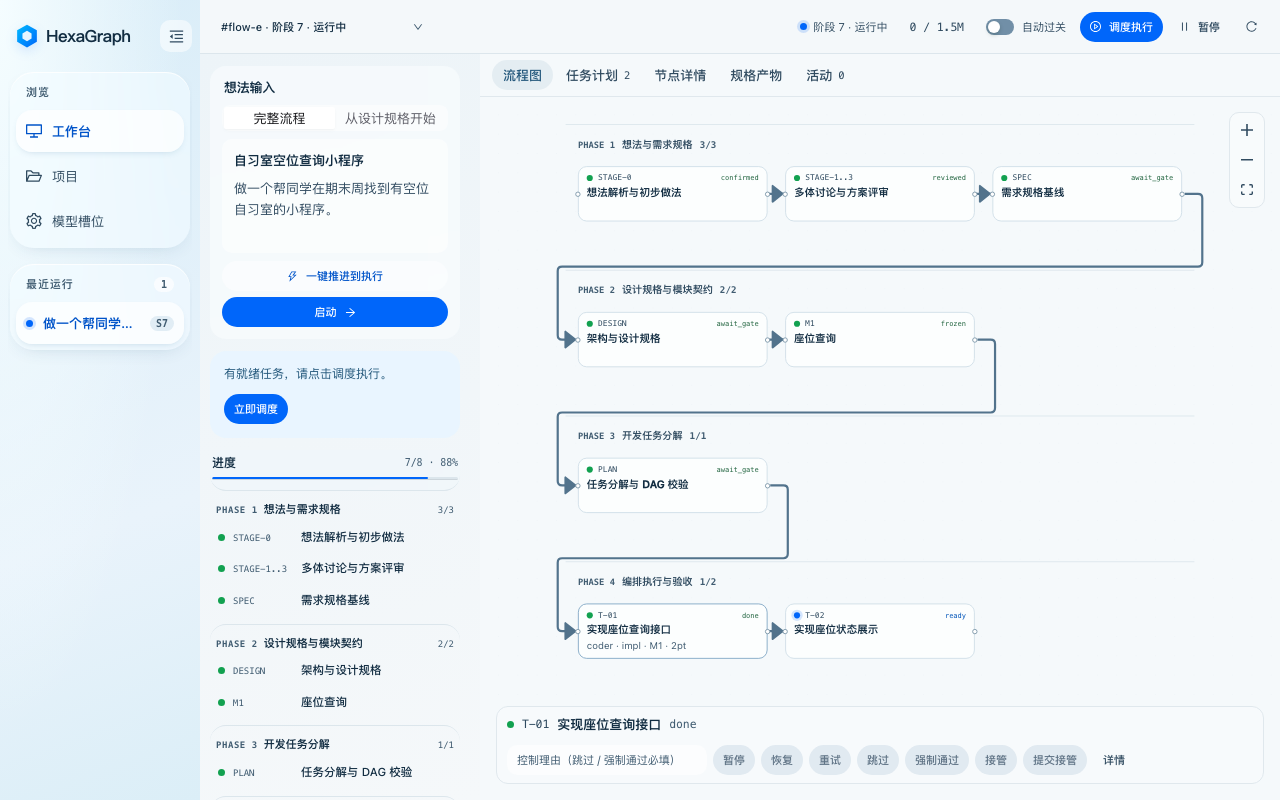 HexaGraph
浏览
工作台
项目
模型槽位
最近运行 1
做一个帮同学... S7
#flow-e · 阶段 7 · 运行中
阶段 7 · 运行中
0 / 1.5M
自动过关
调度执行
暂停
想法输入
完整流程
从设计规格开始
自习室空位查询小程序
做一个帮同学在期末周找到有空位
自习室的小程序。
一键推进到执行
启动
有就绪任务，请点击调度执行。
立即调度
进度 7/8 · 88%
PHASE 1 想法与需求规格 3/3
STAGE-0 想法解析与初步做法
STAGE-1..3 多体讨论与方案评审
SPEC 需求规格基线
PHASE 2 设计规格与模块契约 2/2
DESIGN 架构与设计规格
M1 座位查询
PHASE 3 开发任务分解 1/1
PLAN 任务分解与 DAG 校验
流程图
任务计划 2
节点详情
规格产物
活动 0
PHASE 1 想法与需求规格 3/3
STAGE-0 confirmed
想法解析与初步做法
STAGE-1..3 reviewed
多体讨论与方案评审
SPEC await_gate
需求规格基线
PHASE 2 设计规格与模块契约 2/2
DESIGN await_gate
架构与设计规格
M1 frozen
座位查询
PHASE 3 开发任务分解 1/1
PLAN await_gate
任务分解与 DAG 校验
PHASE 4 编排执行与验收 1/2
T-01 done
实现座位查询接口
coder · impl · M1 · 2pt
T-02 ready
实现座位状态展示
T-01 实现座位查询接口 done
控制理由（跳过 / 强制通过必填）
暂停
恢复
重试
跳过
强制通过
接管
提交接管
详情